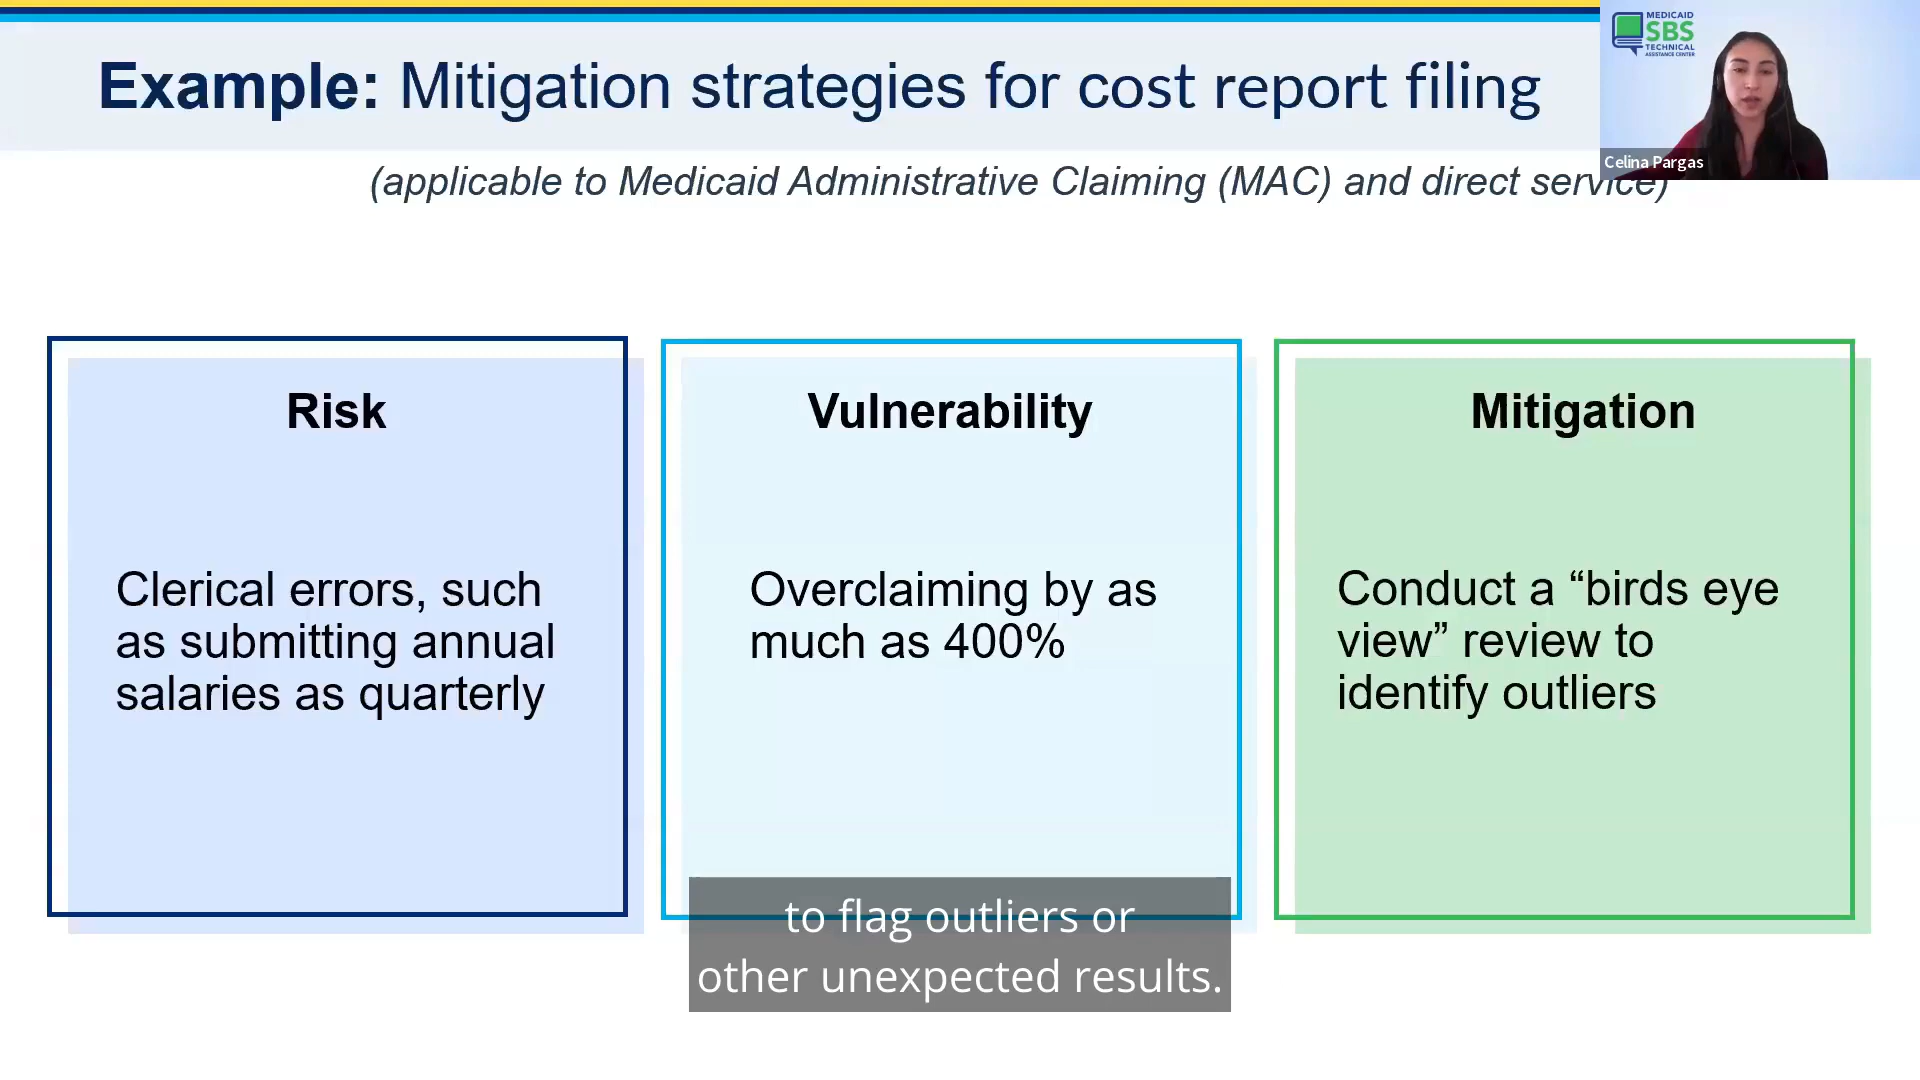 Example: Mitigation strategies for cost report filing
MEDICAID
SBS
TECHNICAL
ASSISTANCE CENTER
Celina Pargas
(applicable to Medicaid Administrative Claiming (MAC) and direct service)
Risk
Clerical errors, such
as submitting annual
salaries as quarterly
Vulnerability
Overclaiming by as
much as 400%
Mitigation
Conduct a “birds eye
view” review to
identify outliers
to flag outliers or
other unexpected results.